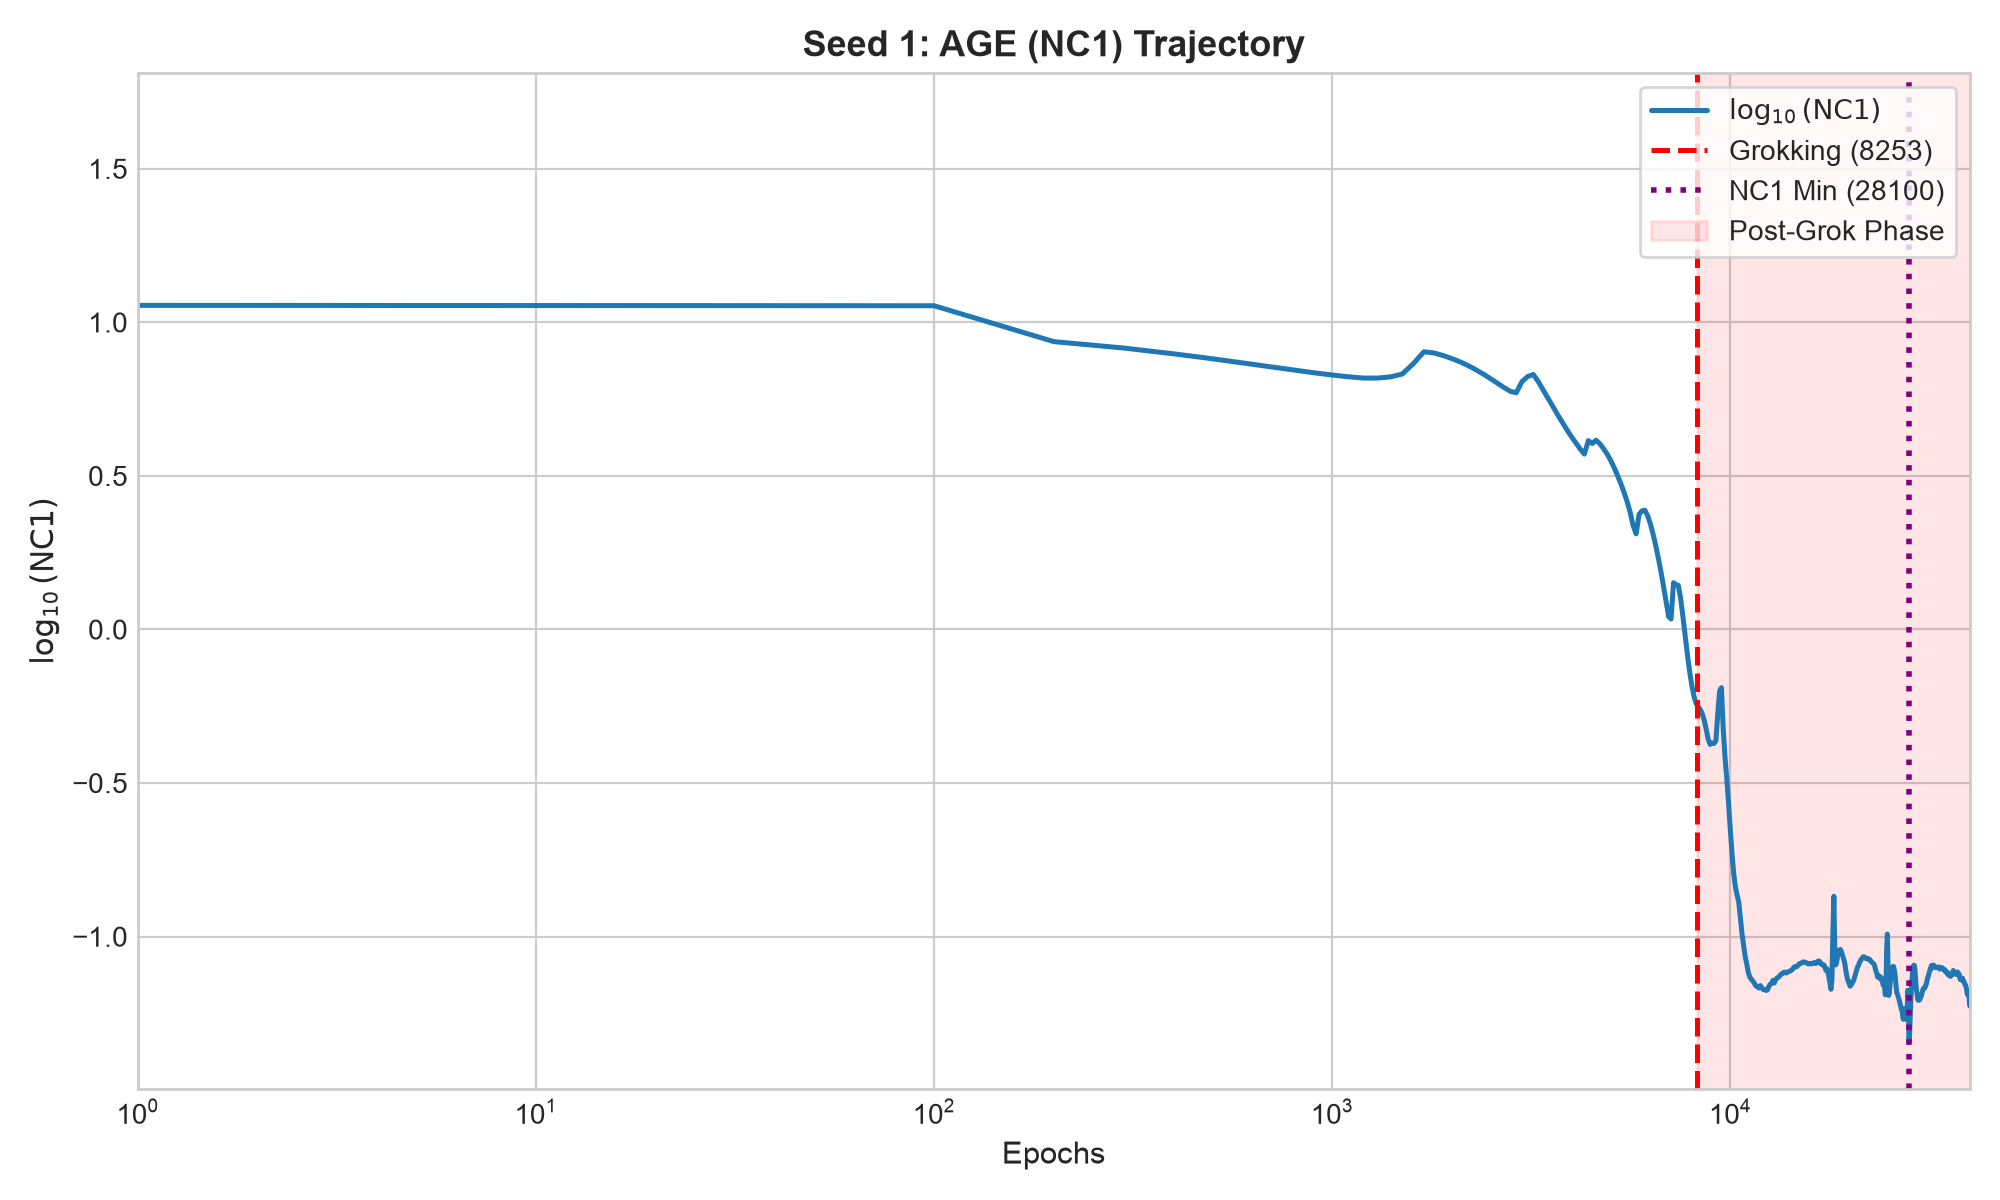 Seed 1: AGE (NC1) Trajectory
log₁₀ (NC1)
Grokking (8253)
NC1 Min (28100)
Post-Grok Phase
1.5
1.0
0.5
0.0
−0.5
−1.0
log₁₀ (NC1)
10⁰ 10¹ 10² 10³ 10⁴
Epochs